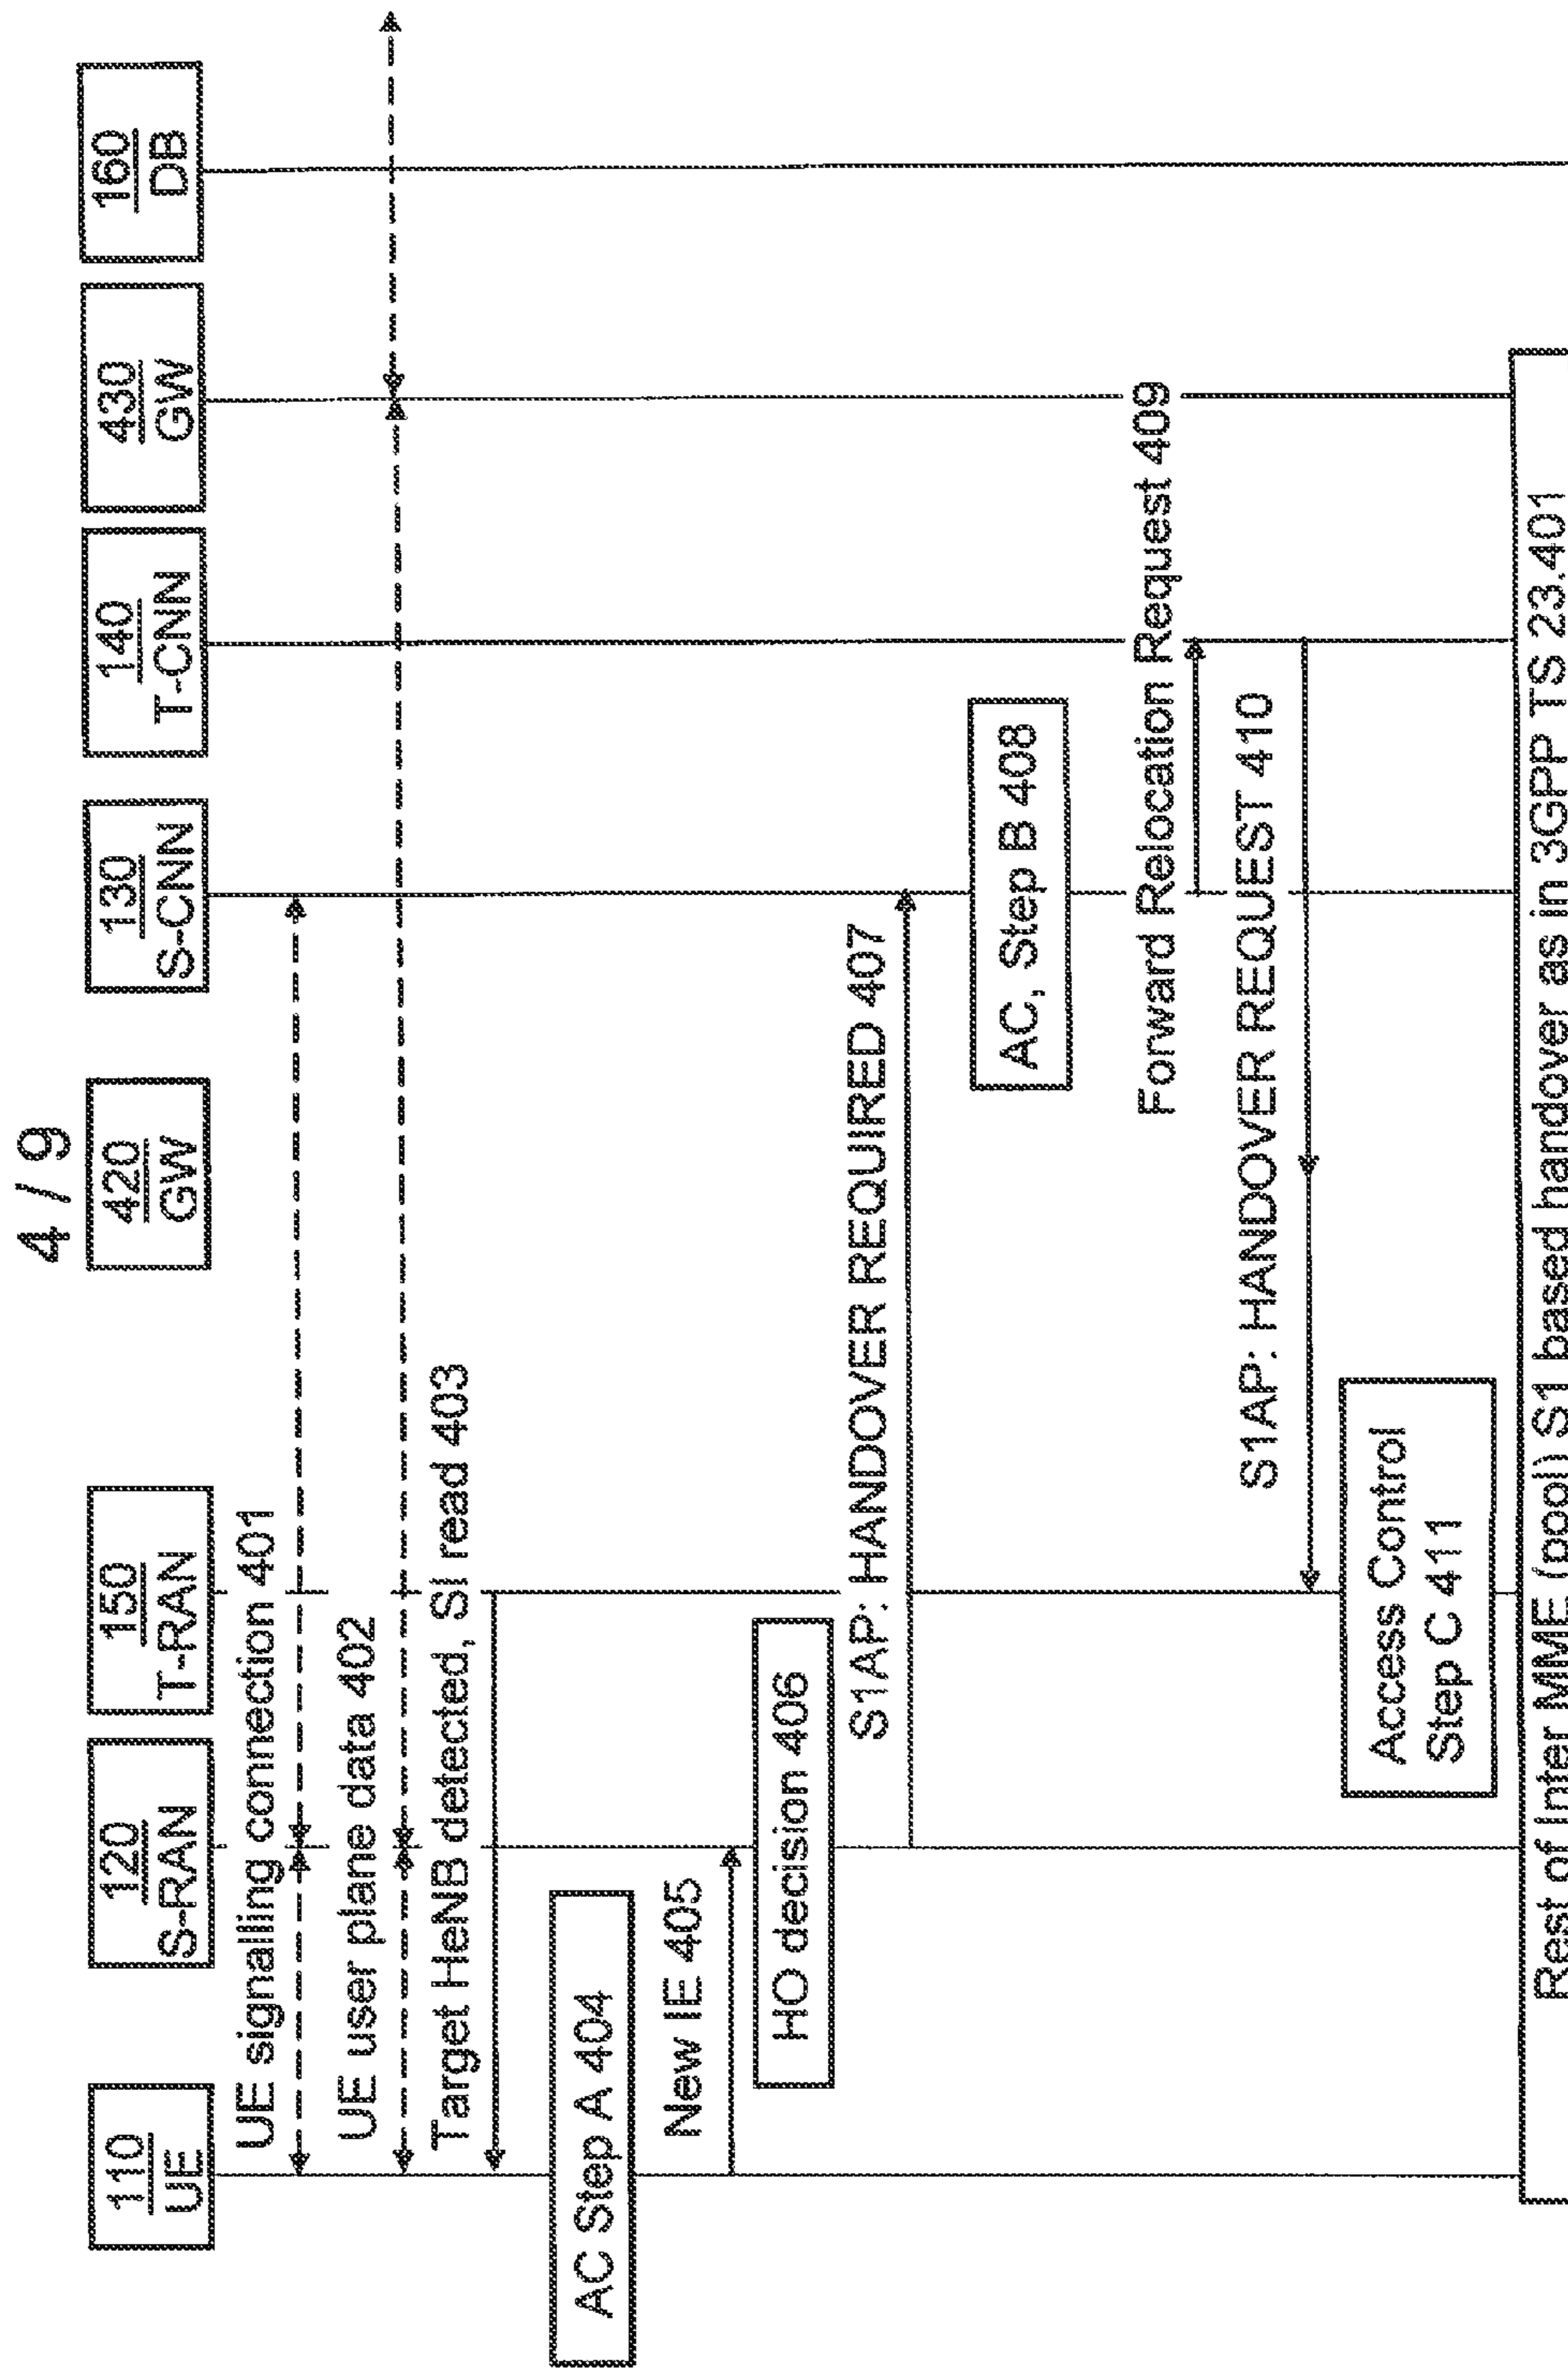 4 / 9
110
UE
120
S-RAN
150
T-RAN
420
GW
130
S-CNN
140
T-CNN
430
GW
160
DB
UE signalling connection 401
UE user plane data 402
Target HeNB detected, SI read 403
AC Step A 404
New IE 405
HO decision 406
S1AP: HANDOVER REQUIRED 407
AC, Step B 408
Forward Relocation Request 409
S1AP: HANDOVER REQUEST 410
Access Control
Step C 411
Rest of Inter MME (pool) S1 based handover as in 3GPP TS 23.401